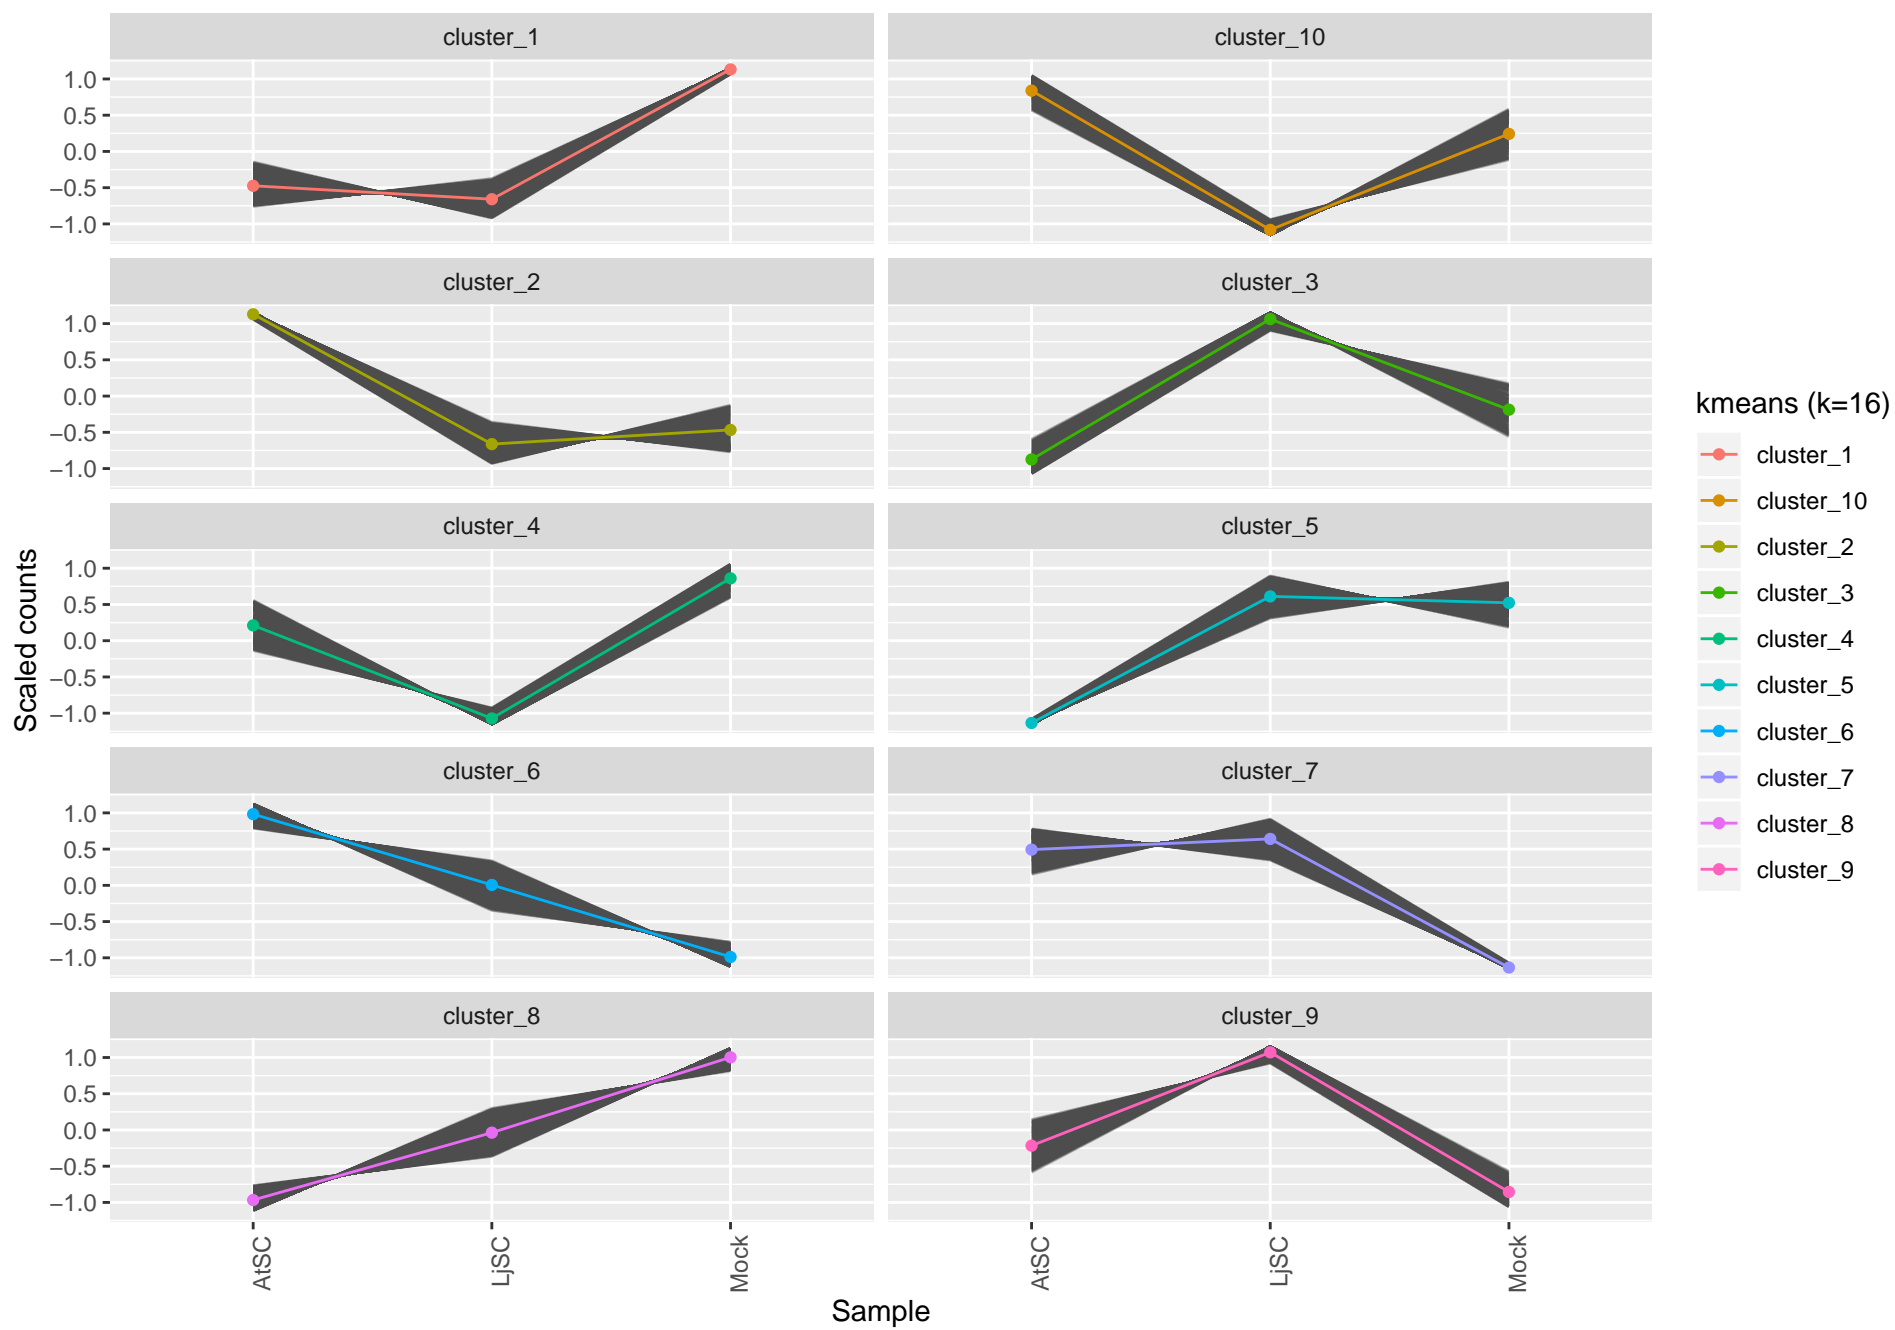 cluster_1
cluster_10
1.0
0.5
0.0
−0.5
−1.0
cluster_2
cluster_3
1.0
0.5
0.0
−0.5
−1.0
cluster_4
cluster_5
1.0
0.5
0.0
−0.5
−1.0
cluster_6
cluster_7
1.0
0.5
0.0
−0.5
−1.0
cluster_8
cluster_9
1.0
0.5
0.0
−0.5
−1.0
AtSC
LjSC
Mock
AtSC
LjSC
Mock
Sample
Scaled counts
kmeans (k=16)
cluster_1
cluster_10
cluster_2
cluster_3
cluster_4
cluster_5
cluster_6
cluster_7
cluster_8
cluster_9